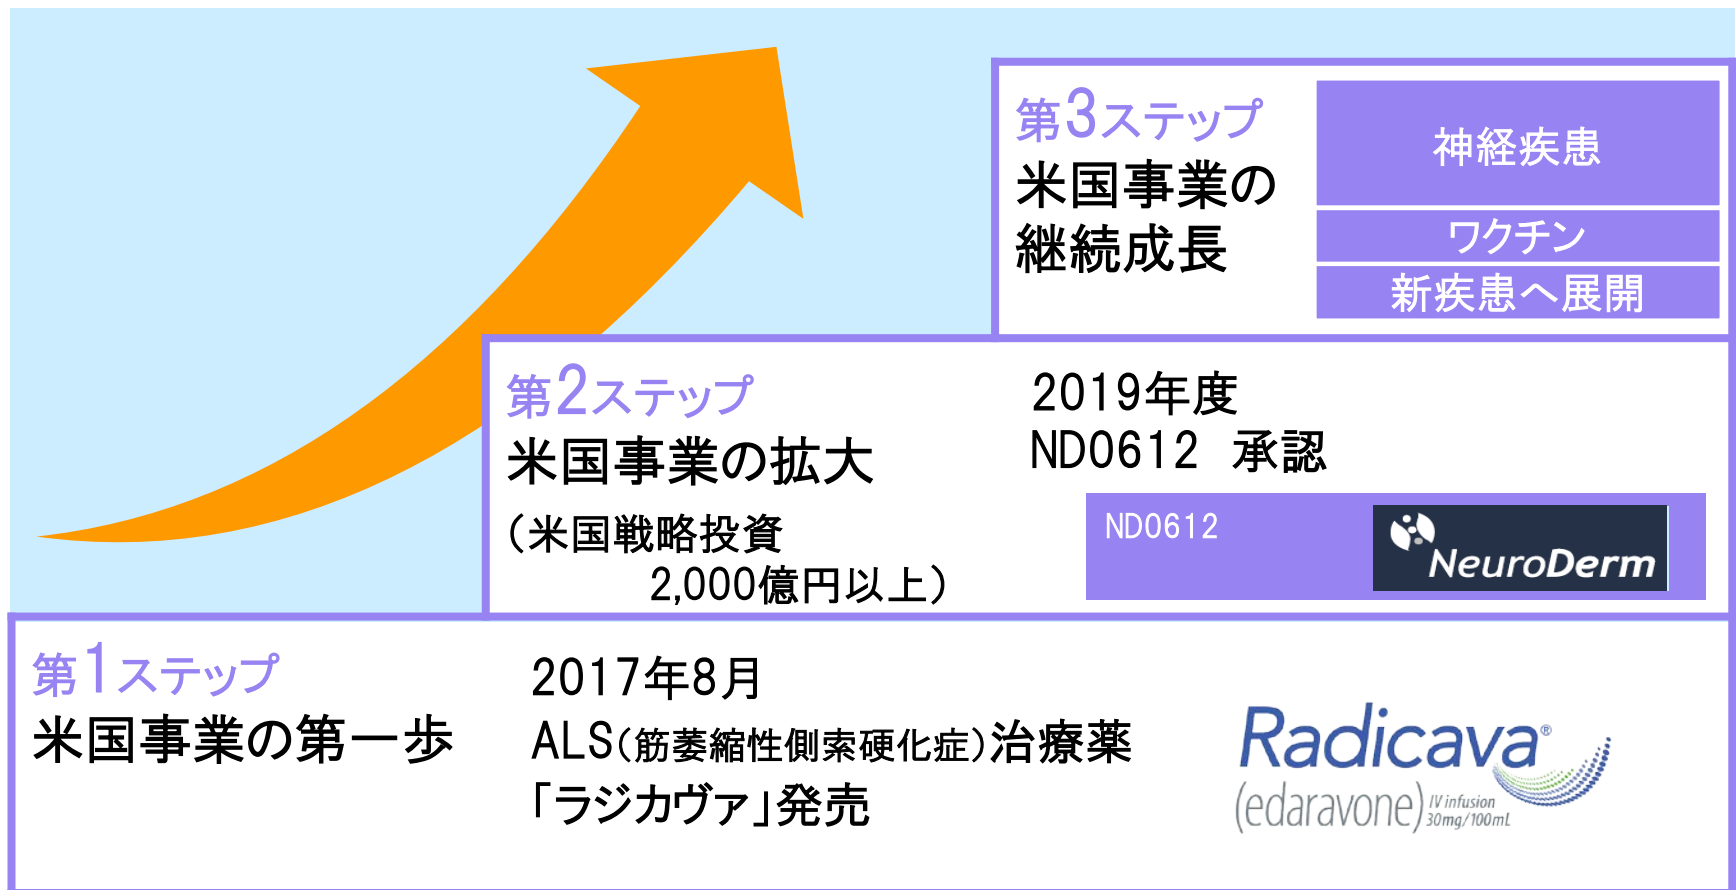 第3ステップ
米国事業の
継続成長
神経疾患
ワクチン
新疾患へ展開
第2ステップ
米国事業の拡大
（米国戦略投資
2,000億円以上）
2019年度
ND0612 承認
ND0612
NeuroDerm
第1ステップ
米国事業の第一歩
2017年8月
ALS（筋萎縮性側索硬化症）治療薬
「ラジカヴァ」発売
Radicava®
(edaravone) IV infusion
30mg/100mL